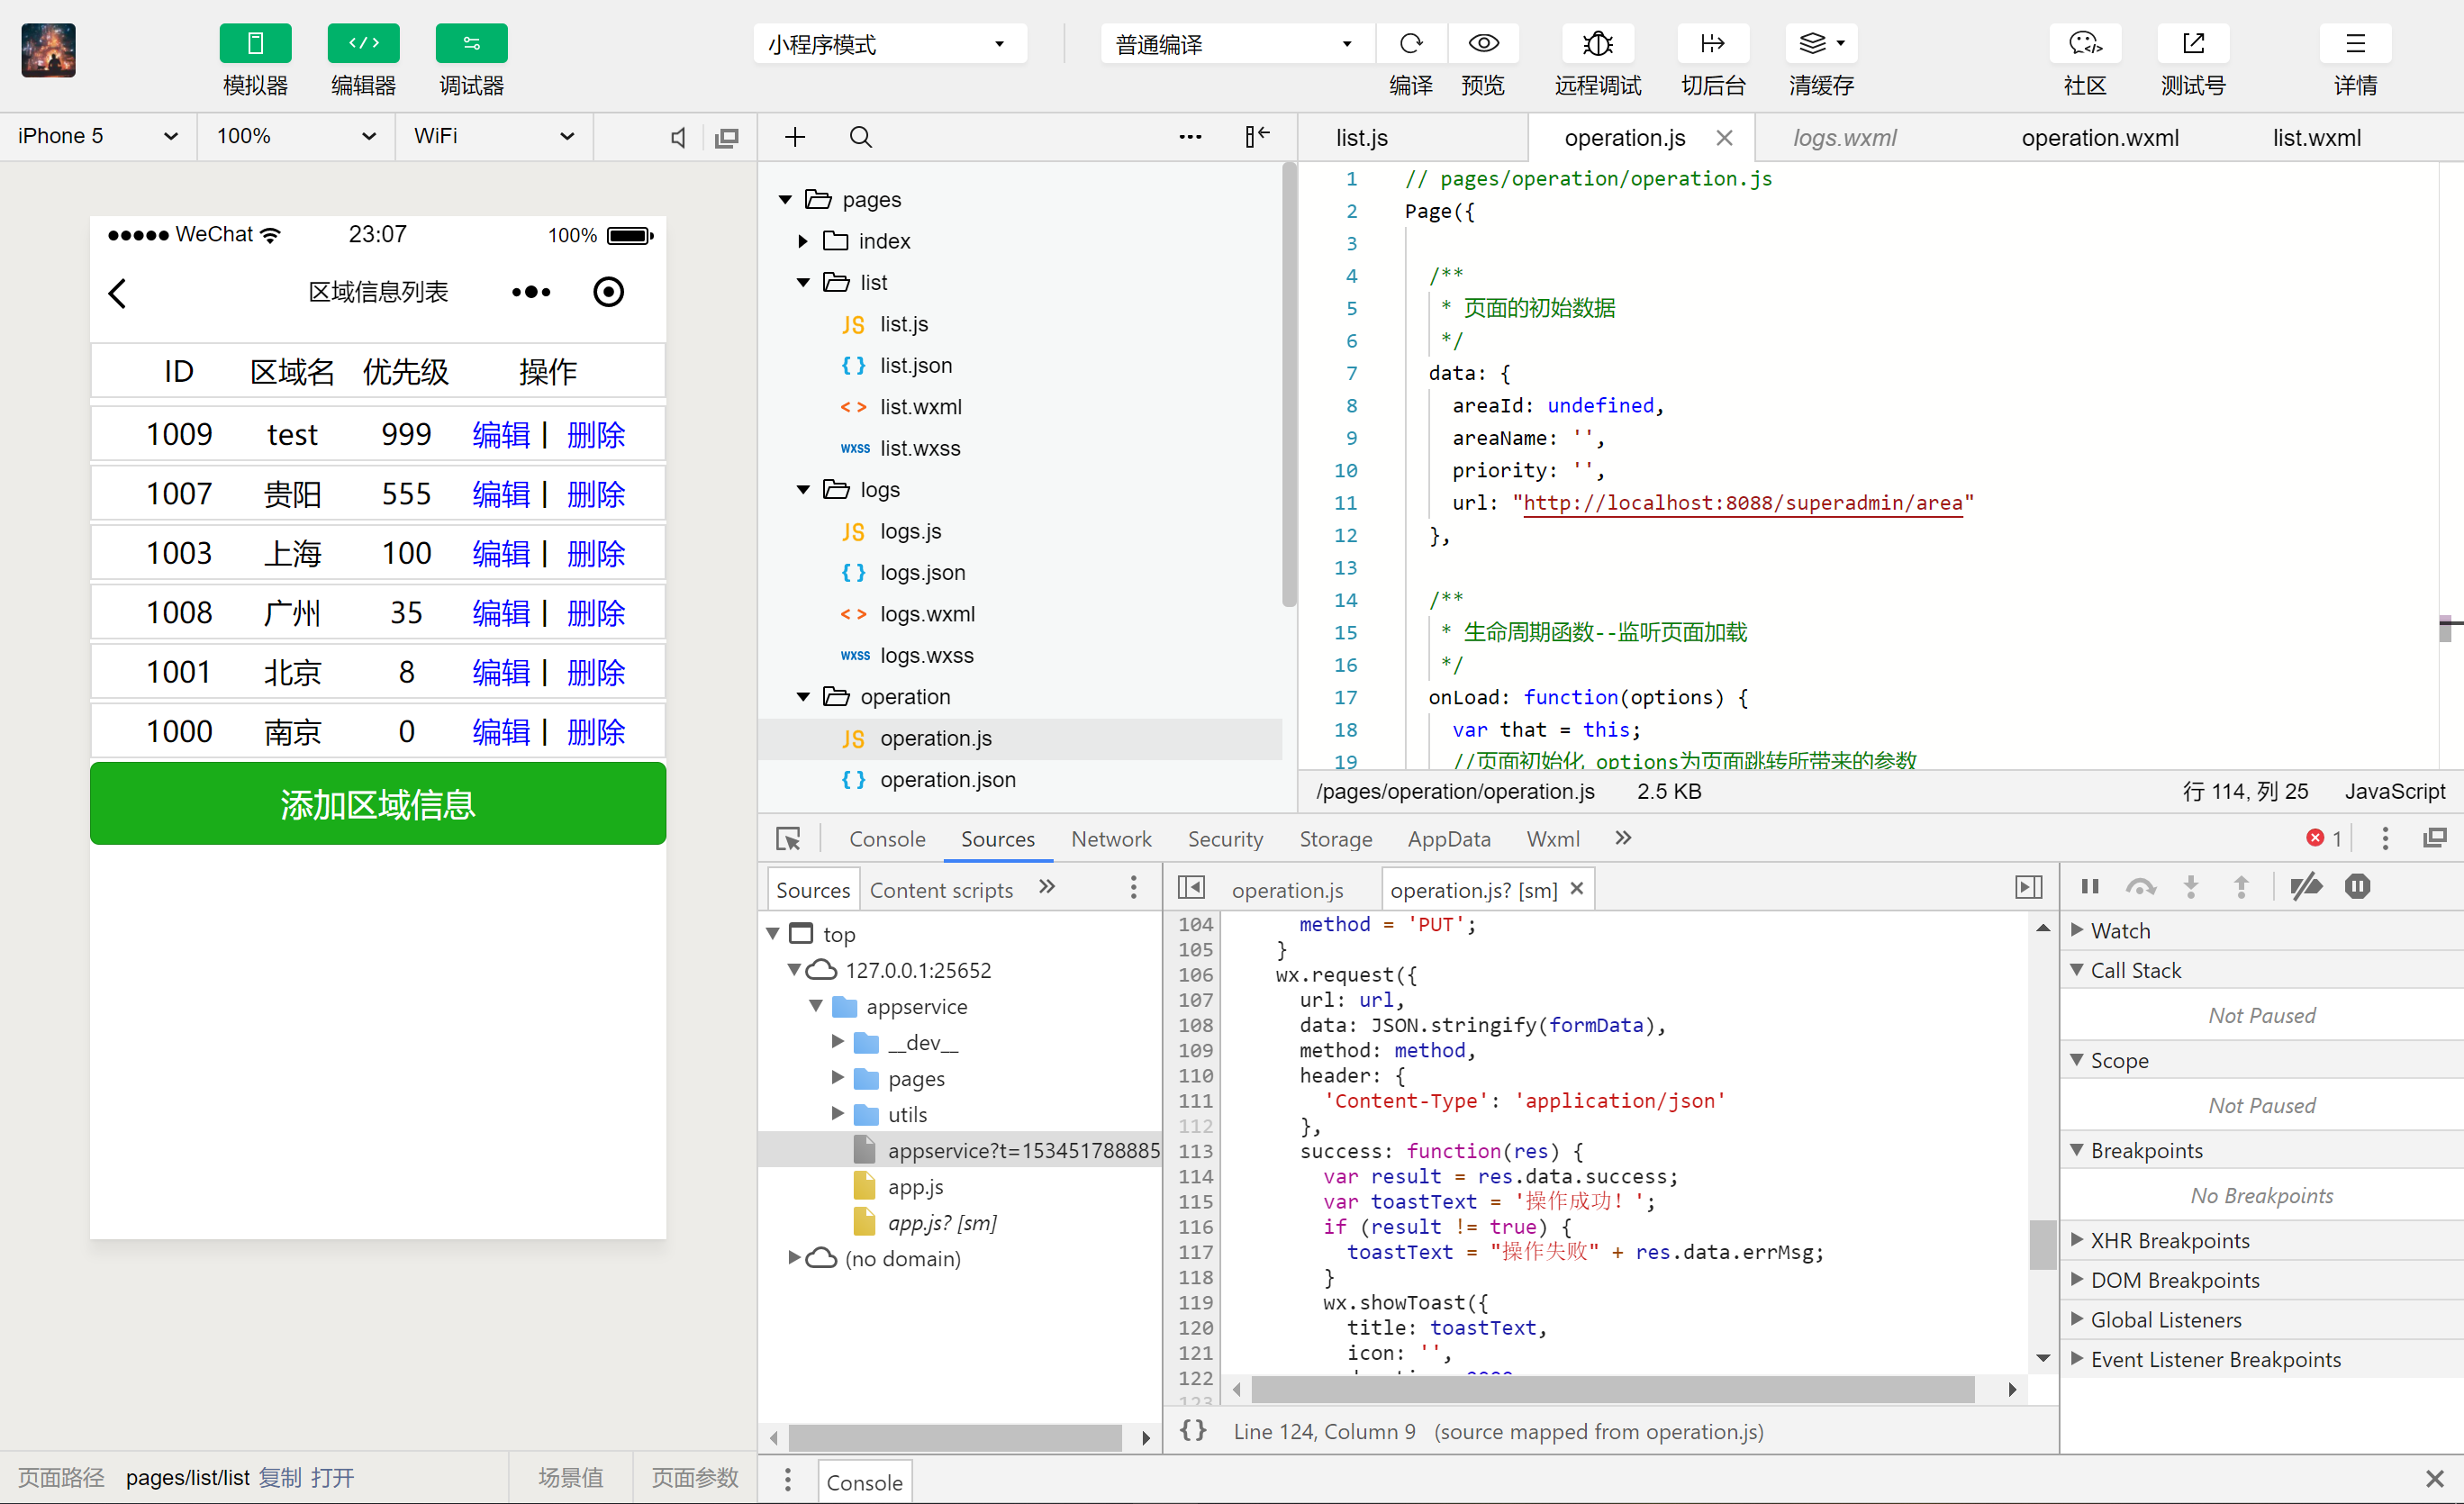 模拟器
编辑器
调试器
小程序模式
普通编译
编译
预览
远程调试
切后台
清缓存
社区
测试号
详情
iPhone 5
100%
WiFi
WeChat
23:07
100%
区域信息列表
ID 区域名 优先级 操作
1009 test 999 编辑 | 删除
1007 贵阳 555 编辑 | 删除
1003 上海 100 编辑 | 删除
1008 广州 35 编辑 | 删除
1001 北京 8 编辑 | 删除
1000 南京 0 编辑 | 删除
添加区域信息
页面路径 pages/list/list 复制 打开
场景值
页面参数
pages
index
list
JS list.js
{ } list.json
< > list.wxml
wxss list.wxss
logs
JS logs.js
{ } logs.json
< > logs.wxml
wxss logs.wxss
operation
JS operation.js
{ } operation.json
list.js
operation.js
logs.wxml
operation.wxml
list.wxml
1 // pages/operation/operation.js
2 Page({
3
4 /**
5 * 页面的初始数据
6 */
7 data: {
8 areaId: undefined,
9 areaName: '',
10 priority: '',
11 url: "http://localhost:8088/superadmin/area"
12 },
13
14 /**
15 * 生命周期函数--监听页面加载
16 */
17 onLoad: function(options) {
18 var that = this;
19 //页面初始化 options为页面跳转所带来的参数
/pages/operation/operation.js 2.5 KB
行 114, 列 25 JavaScript
Console
Sources
Network
Security
Storage
AppData
Wxml
1
Sources
Content scripts
top
127.0.0.1:25652
appservice
__dev__
pages
utils
appservice?t=153451788885
app.js
app.js? [sm]
(no domain)
operation.js
operation.js? [sm]
104 method = 'PUT';
105 }
106 wx.request({
107 url: url,
108 data: JSON.stringify(formData),
109 method: method,
110 header: {
111 'Content-Type': 'application/json'
112 },
113 success: function(res) {
114 var result = res.data.success;
115 var toastText = '操作成功！';
116 if (result != true) {
117 toastText = "操作失败" + res.data.errMsg;
118 }
119 wx.showToast({
120 title: toastText,
121 icon: '',
122
123
{} Line 124, Column 9 (source mapped from operation.js)
Watch
Call Stack
Not Paused
Scope
Not Paused
Breakpoints
No Breakpoints
XHR Breakpoints
DOM Breakpoints
Global Listeners
Event Listener Breakpoints
Console